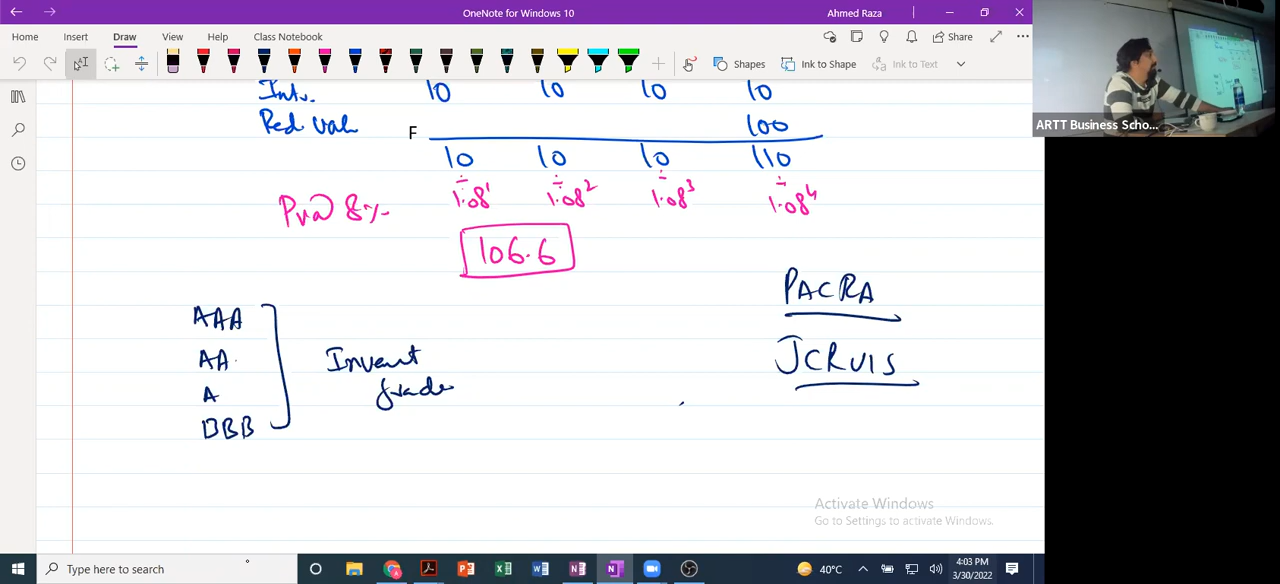 OneNote for Windows 10
Ahmed Raza
Home Insert Draw View Help Class Notebook
Share
Shapes Ink to Shape Ink to Text
Intr. 10 10 10 10
Red. Val 100
F
10 10 10 110
÷ ÷ ÷ ÷
1.08¹ 1.08² 1.08³ 1.08⁴
PV@ 8%
106.6
PACRA
JCRVIS
AAA
AA
A
BBB
Invemt
grade
ARTT Business Scho...
Activate Windows
Go to Settings to activate Windows.
Type here to search
40°C
4:03 PM
3/30/2022